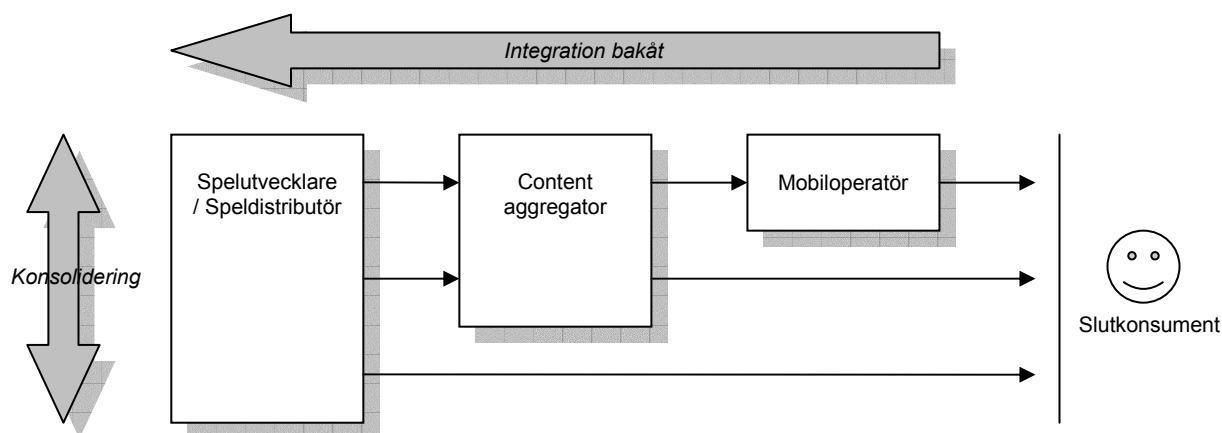 Integration bakåt
Spelutvecklare
/ Speldistributör
Content
aggregator
Mobiloperatör
Konsolidering
Slutkonsument